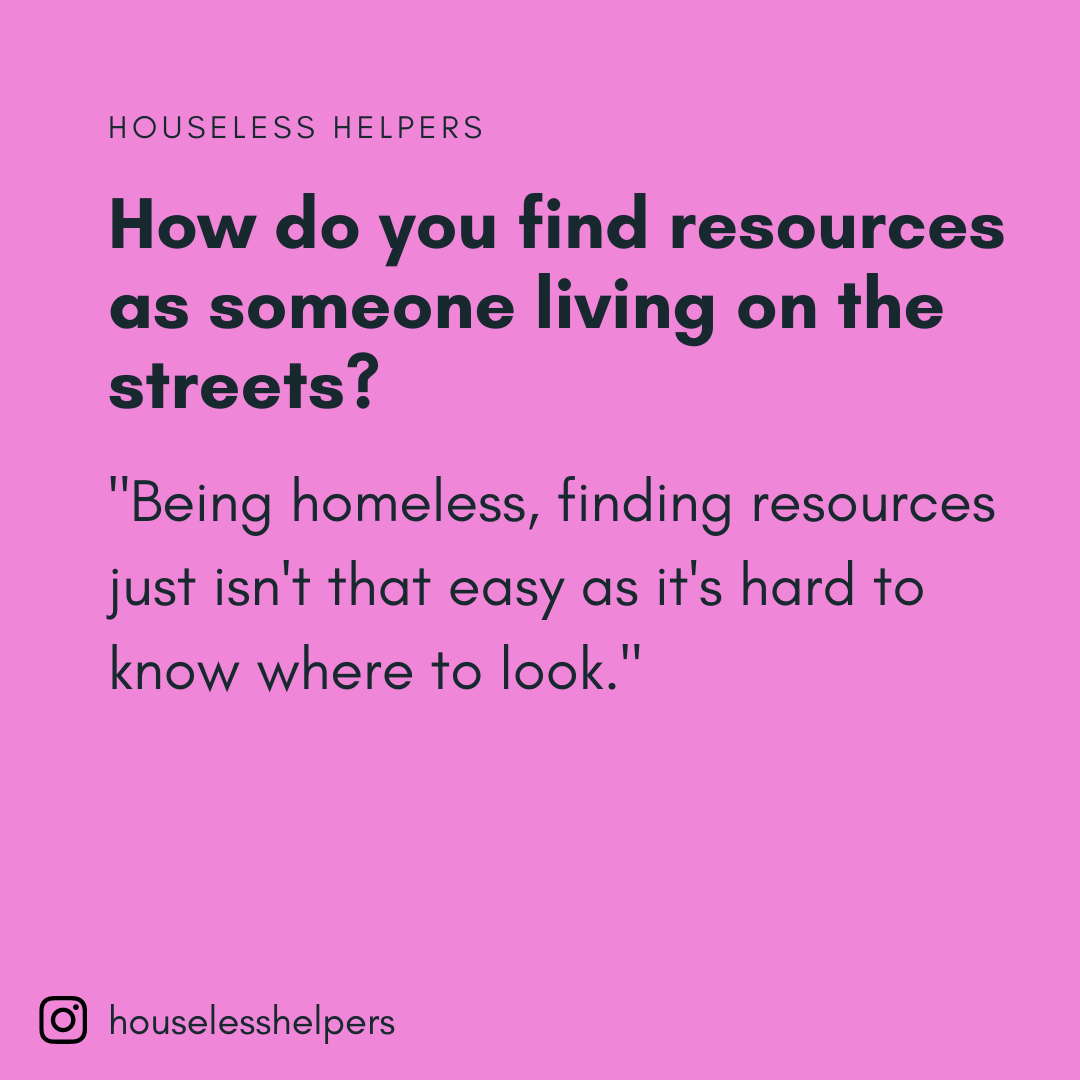 HOUSELESS HELPERS
How do you find resources
as someone living on the
streets?
"Being homeless, finding resources
just isn't that easy as it's hard to
know where to look."
houselesshelpers